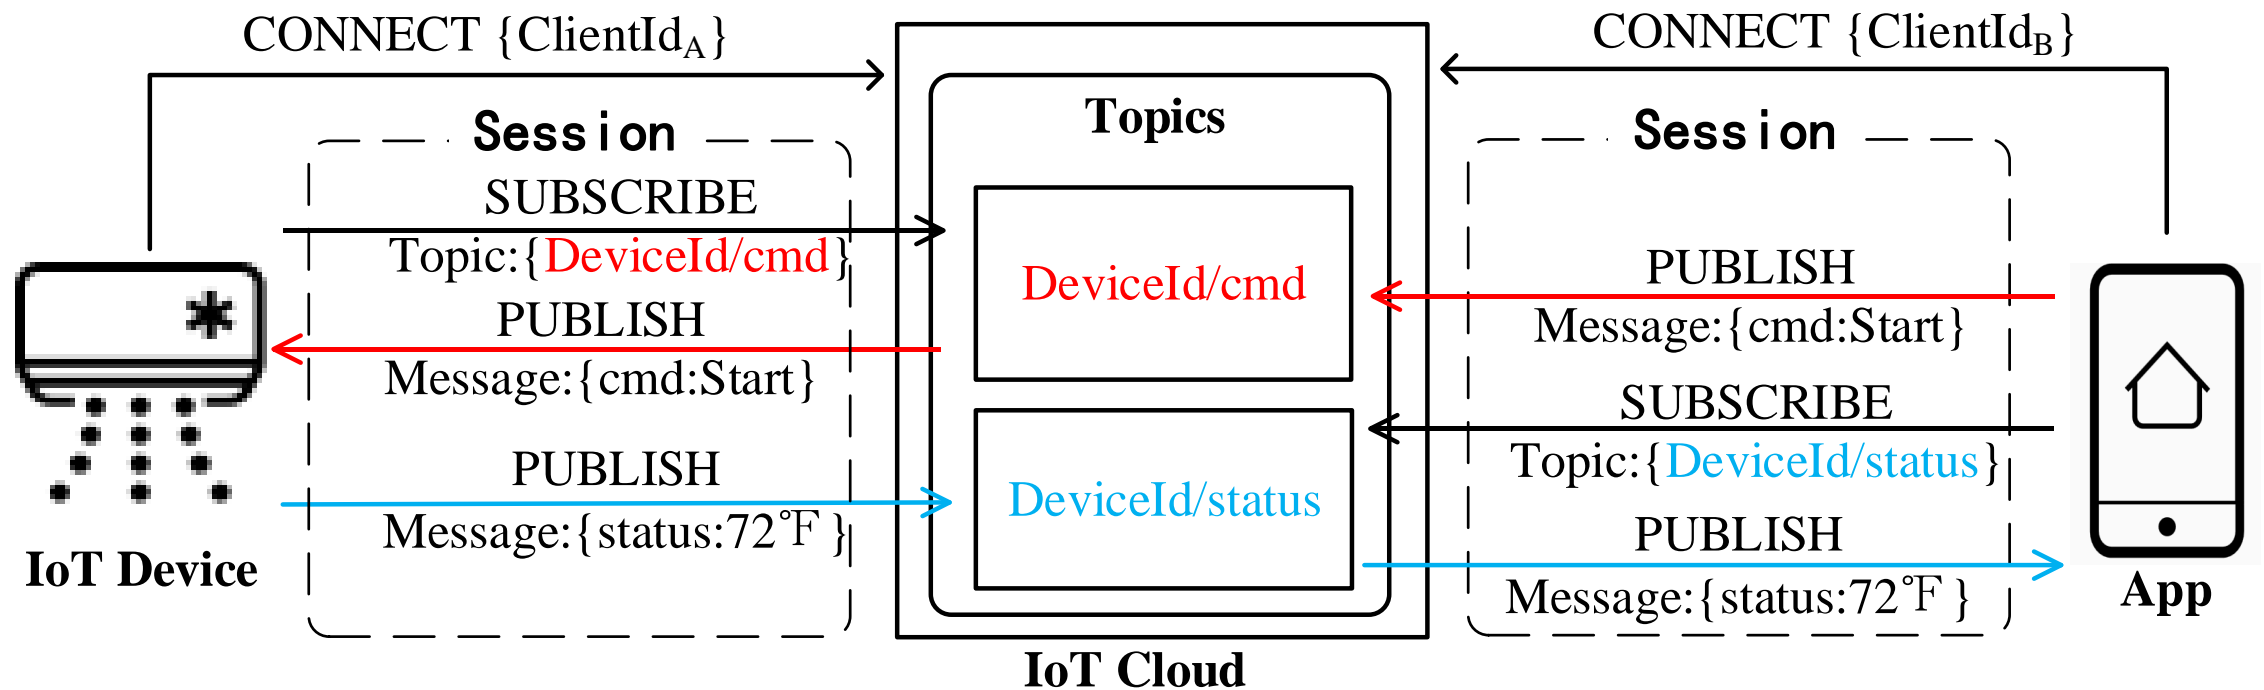 CONNECT {ClientId_A}
Session
SUBSCRIBE
Topic:{DeviceId/cmd}
PUBLISH
Message:{cmd:Start}
PUBLISH
Message:{status:72℉ }
IoT Device
Topics
DeviceId/cmd
DeviceId/status
IoT Cloud
CONNECT {ClientId_B}
Session
PUBLISH
Message:{cmd:Start}
SUBSCRIBE
Topic:{DeviceId/status}
PUBLISH
Message:{status:72℉ }
App